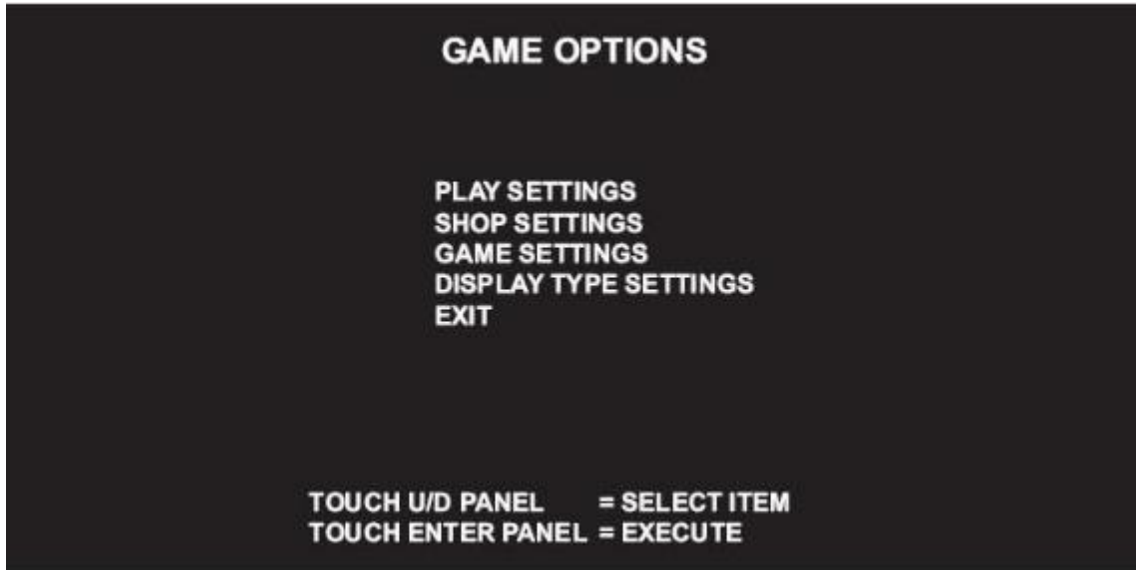 GAME OPTIONS
PLAY SETTINGS
SHOP SETTINGS
GAME SETTINGS
DISPLAY TYPE SETTINGS
EXIT
TOUCH U/D PANEL = SELECT ITEM
TOUCH ENTER PANEL = EXECUTE